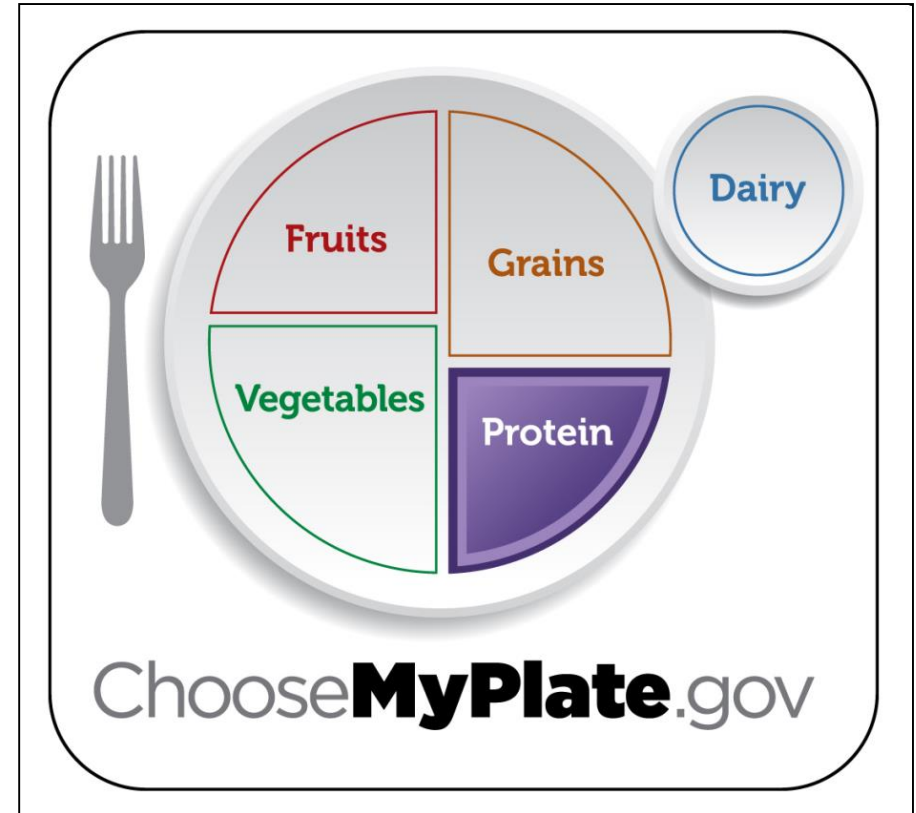 Dairy
Fruits
Grains
Vegetables
Protein
ChooseMyPlate.gov